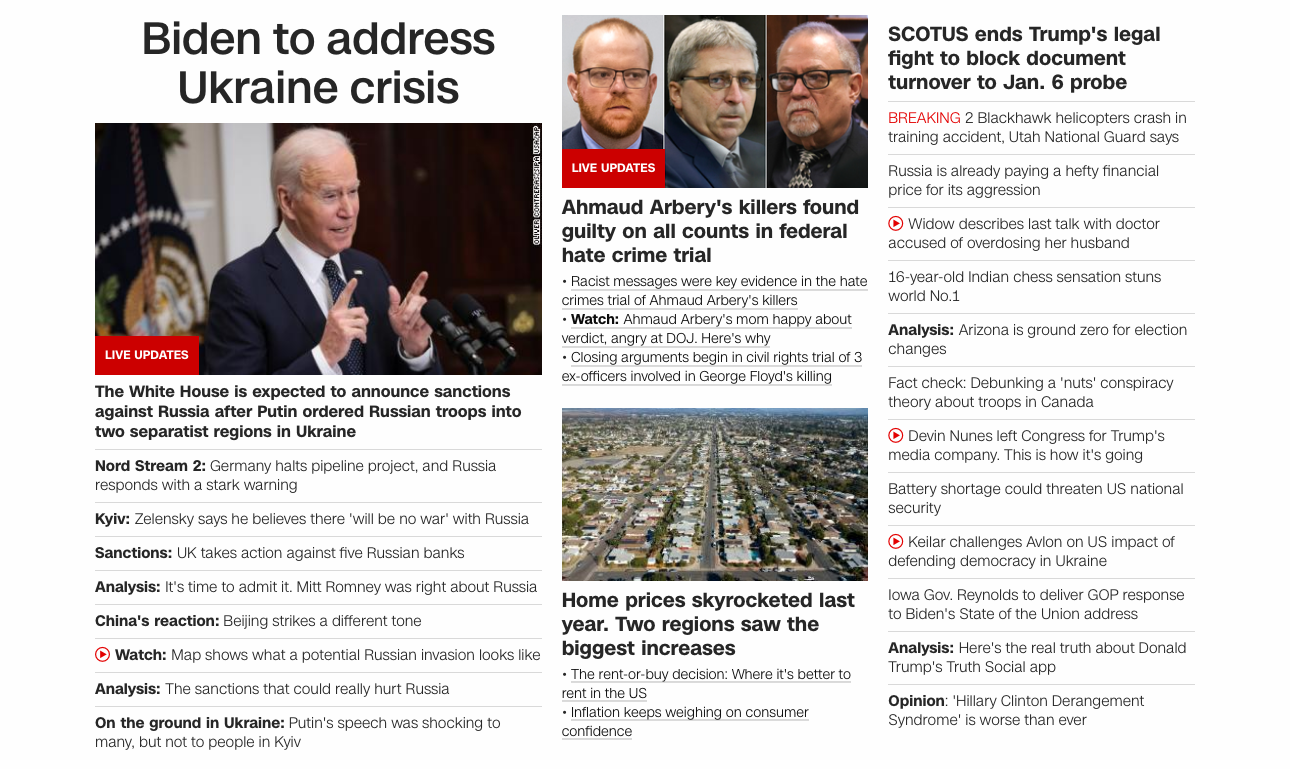 Biden to address
Ukraine crisis
OLIVER CONTRERAS/SIPA USA/AP
LIVE UPDATES
The White House is expected to announce sanctions
against Russia after Putin ordered Russian troops into
two separatist regions in Ukraine
Nord Stream 2: Germany halts pipeline project, and Russia
responds with a stark warning
Kyiv: Zelensky says he believes there 'will be no war' with Russia
Sanctions: UK takes action against five Russian banks
Analysis: It's time to admit it. Mitt Romney was right about Russia
China's reaction: Beijing strikes a different tone
Watch: Map shows what a potential Russian invasion looks like
Analysis: The sanctions that could really hurt Russia
On the ground in Ukraine: Putin's speech was shocking to
many, but not to people in Kyiv
LIVE UPDATES
Ahmaud Arbery's killers found
guilty on all counts in federal
hate crime trial
• Racist messages were key evidence in the hate
crimes trial of Ahmaud Arbery's killers
• Watch: Ahmaud Arbery's mom happy about
verdict, angry at DOJ. Here's why
• Closing arguments begin in civil rights trial of 3
ex-officers involved in George Floyd's killing
Home prices skyrocketed last
year. Two regions saw the
biggest increases
• The rent-or-buy decision: Where it's better to
rent in the US
• Inflation keeps weighing on consumer
confidence
SCOTUS ends Trump's legal
fight to block document
turnover to Jan. 6 probe
BREAKING 2 Blackhawk helicopters crash in
training accident, Utah National Guard says
Russia is already paying a hefty financial
price for its aggression
Widow describes last talk with doctor
accused of overdosing her husband
16-year-old Indian chess sensation stuns
world No.1
Analysis: Arizona is ground zero for election
changes
Fact check: Debunking a 'nuts' conspiracy
theory about troops in Canada
Devin Nunes left Congress for Trump's
media company. This is how it's going
Battery shortage could threaten US national
security
Keilar challenges Avlon on US impact of
defending democracy in Ukraine
Iowa Gov. Reynolds to deliver GOP response
to Biden's State of the Union address
Analysis: Here's the real truth about Donald
Trump's Truth Social app
Opinion: 'Hillary Clinton Derangement
Syndrome' is worse than ever